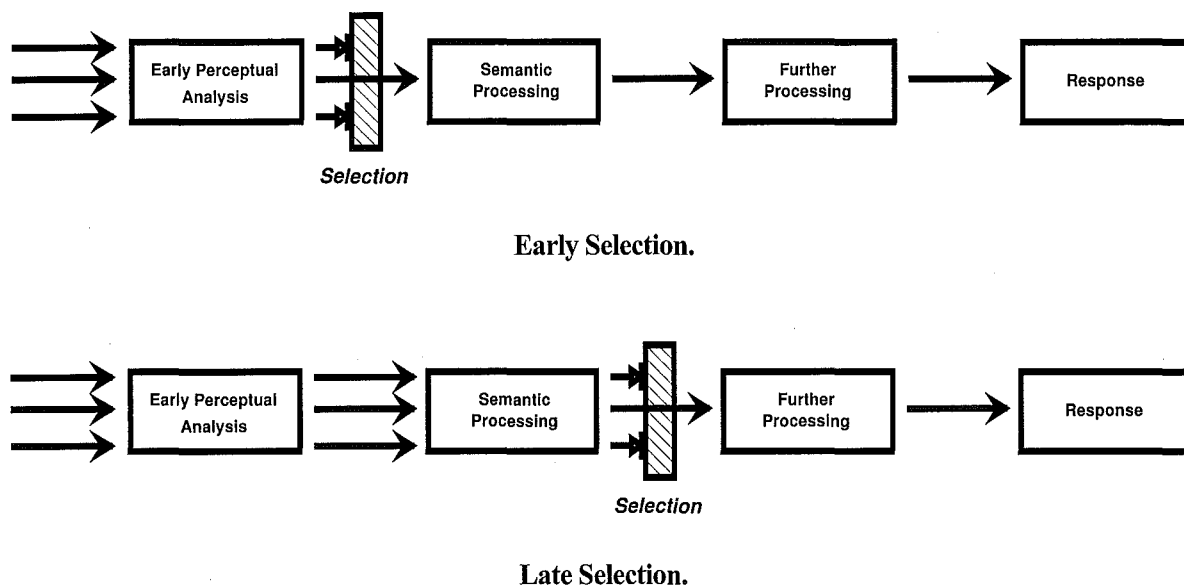 Early Perceptual
Analysis
Semantic
Processing
Further
Processing
Response
Selection
Early Selection.
Early Perceptual
Analysis
Semantic
Processing
Further
Processing
Response
Selection
Late Selection.